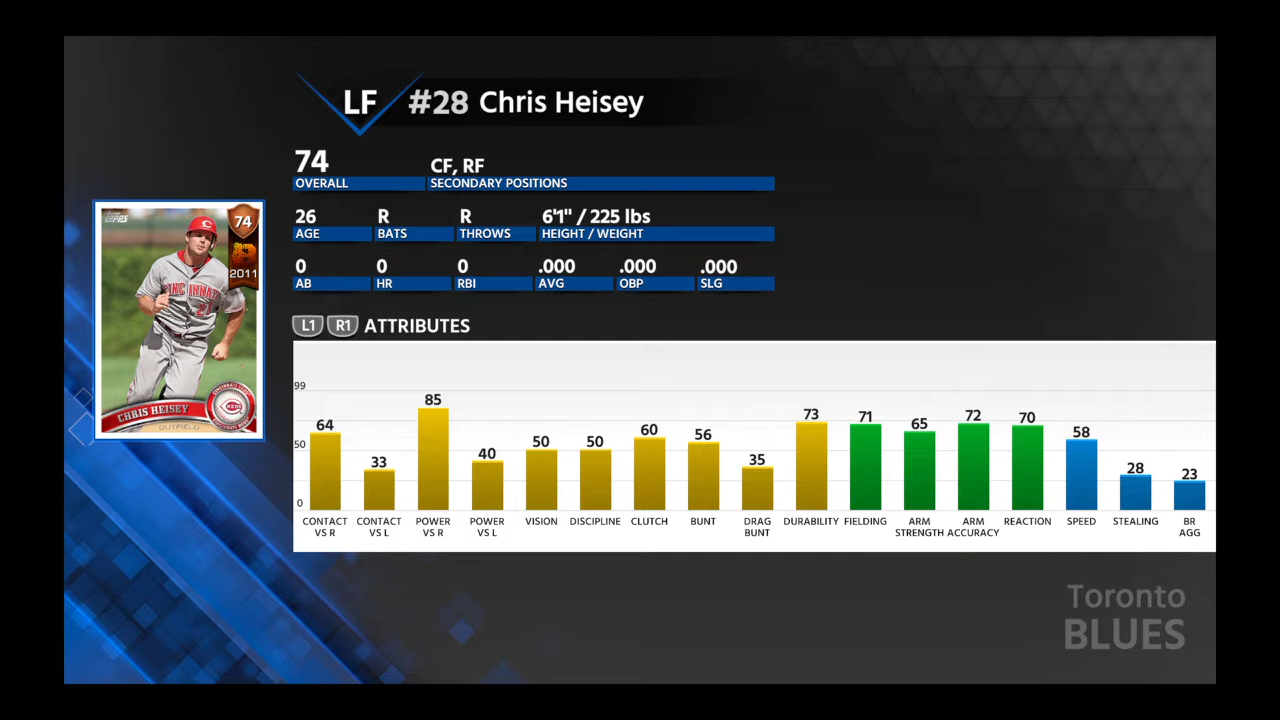 LF #28 Chris Heisey
74 CF, RF
OVERALL SECONDARY POSITIONS
26 R R 6'1" / 225 lbs
AGE BATS THROWS HEIGHT / WEIGHT
0 0 0 .000 .000 .000
AB HR RBI AVG OBP SLG
TOPPS
74
2011
CINCINNATI
CHRIS HEISEY
REDS
OUTFIELD
L1 R1 ATTRIBUTES
99
50
0
64 33 85 40 50 50 60 56 35 73 71 65 72 70 58 28 23
CONTACT CONTACT POWER POWER VISION DISCIPLINE CLUTCH BUNT DRAG DURABILITY FIELDING ARM ARM REACTION SPEED STEALING BR
VS R VS L VS R VS L BUNT STRENGTH ACCURACY AGG
Toronto
BLUES